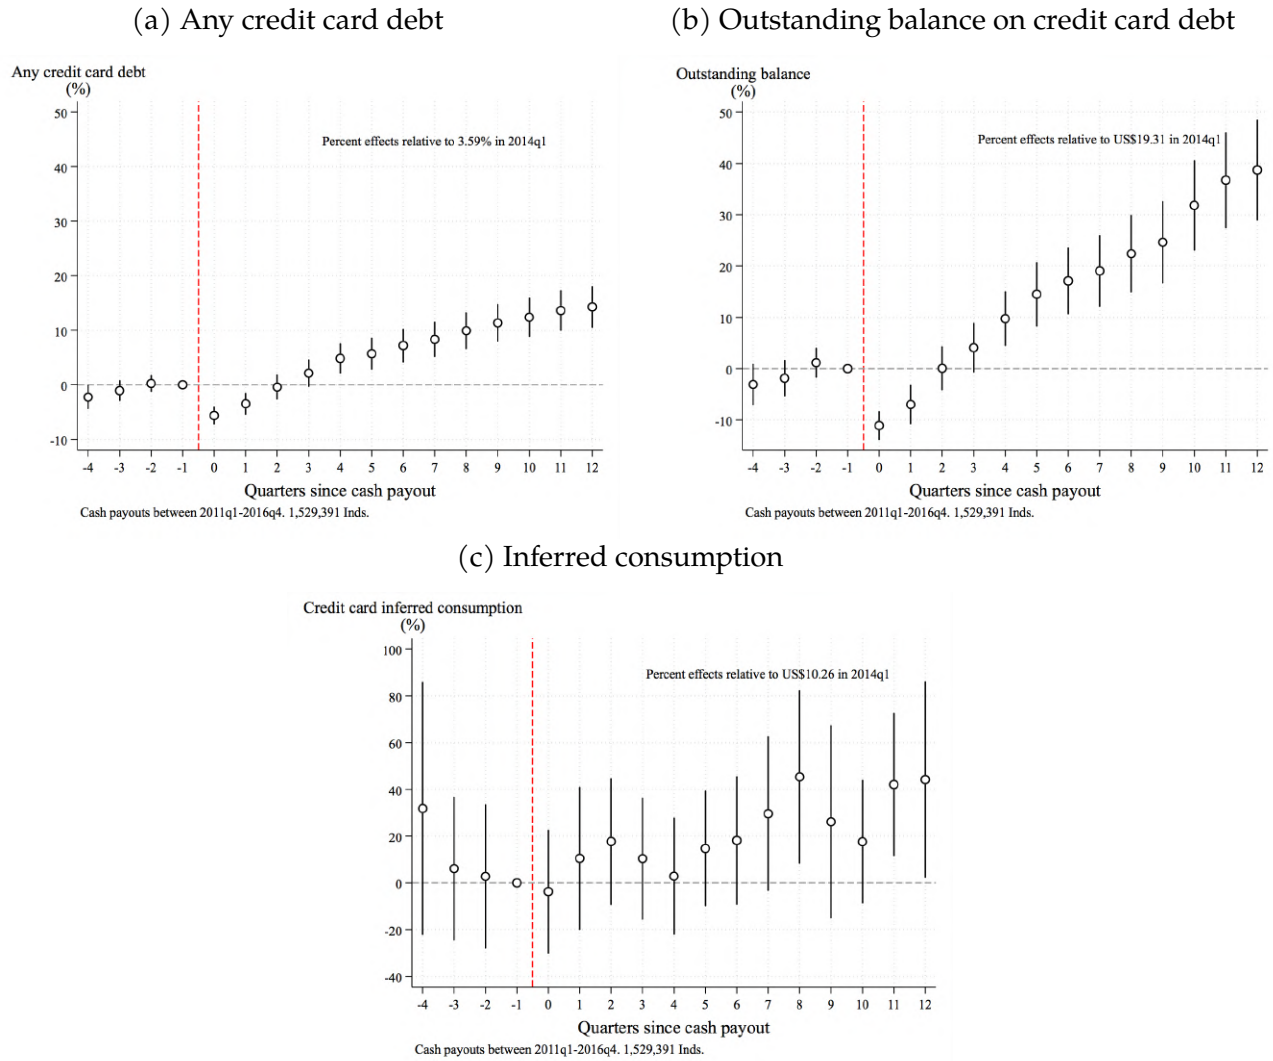 (a) Any credit card debt
Any credit card debt
(%)
50
40
30
20
10
0
-10
Percent effects relative to 3.59% in 2014q1
-4 -3 -2 -1 0 1 2 3 4 5 6 7 8 9 10 11 12
Quarters since cash payout
Cash payouts between 2011q1-2016q4. 1,529,391 Inds.
(b) Outstanding balance on credit card debt
Outstanding balance
(%)
50
40
30
20
10
0
-10
Percent effects relative to US$19.31 in 2014q1
-4 -3 -2 -1 0 1 2 3 4 5 6 7 8 9 10 11 12
Quarters since cash payout
Cash payouts between 2011q1-2016q4. 1,529,391 Inds.
(c) Inferred consumption
Credit card inferred consumption
(%)
100
80
60
40
20
0
-20
-40
Percent effects relative to US$10.26 in 2014q1
-4 -3 -2 -1 0 1 2 3 4 5 6 7 8 9 10 11 12
Quarters since cash payout
Cash payouts between 2011q1-2016q4. 1,529,391 Inds.